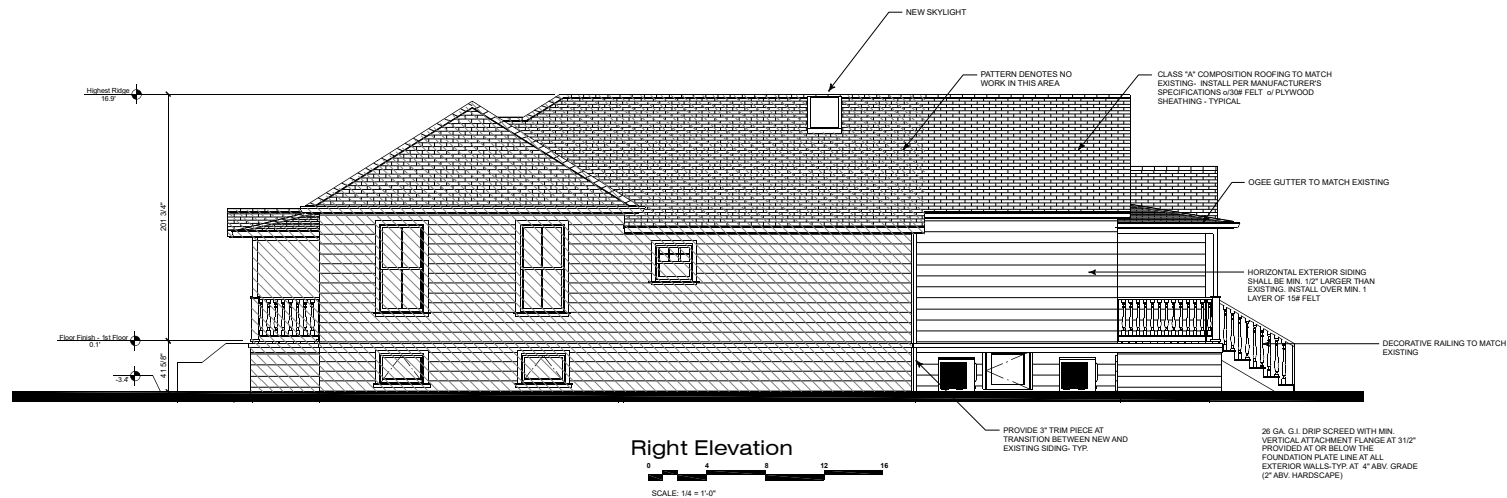 NEW SKYLIGHT
PATTERN DENOTES NO
WORK IN THIS AREA
CLASS "A" COMPOSITION ROOFING TO MATCH
EXISTING- INSTALL PER MANUFACTURER'S
SPECIFICATIONS o/30# FELT o/ PLYWOOD
SHEATHING - TYPICAL
Highest Ridge
16.9'
OGEE GUTTER TO MATCH EXISTING
201 3/4"
HORIZONTAL EXTERIOR SIDING
SHALL BE MIN. 1/2" LARGER THAN
EXISTING. INSTALL OVER MIN. 1
LAYER OF 15# FELT
Floor Finish - 1st Floor
0.1'
DECORATIVE RAILING TO MATCH
EXISTING
41 5/8"
-3.4'
PROVIDE 3" TRIM PIECE AT
TRANSITION BETWEEN NEW AND
EXISTING SIDING- TYP.
26 GA. G.I. DRIP SCREED WITH MIN.
VERTICAL ATTACHMENT FLANGE AT 31/2"
PROVIDED AT OR BELOW THE
FOUNDATION PLATE LINE AT ALL
EXTERIOR WALLS-TYP. AT 4" ABV. GRADE
(2" ABV. HARDSCAPE)
Right Elevation
0 4 8 12 16
SCALE: 1/4 = 1'-0"